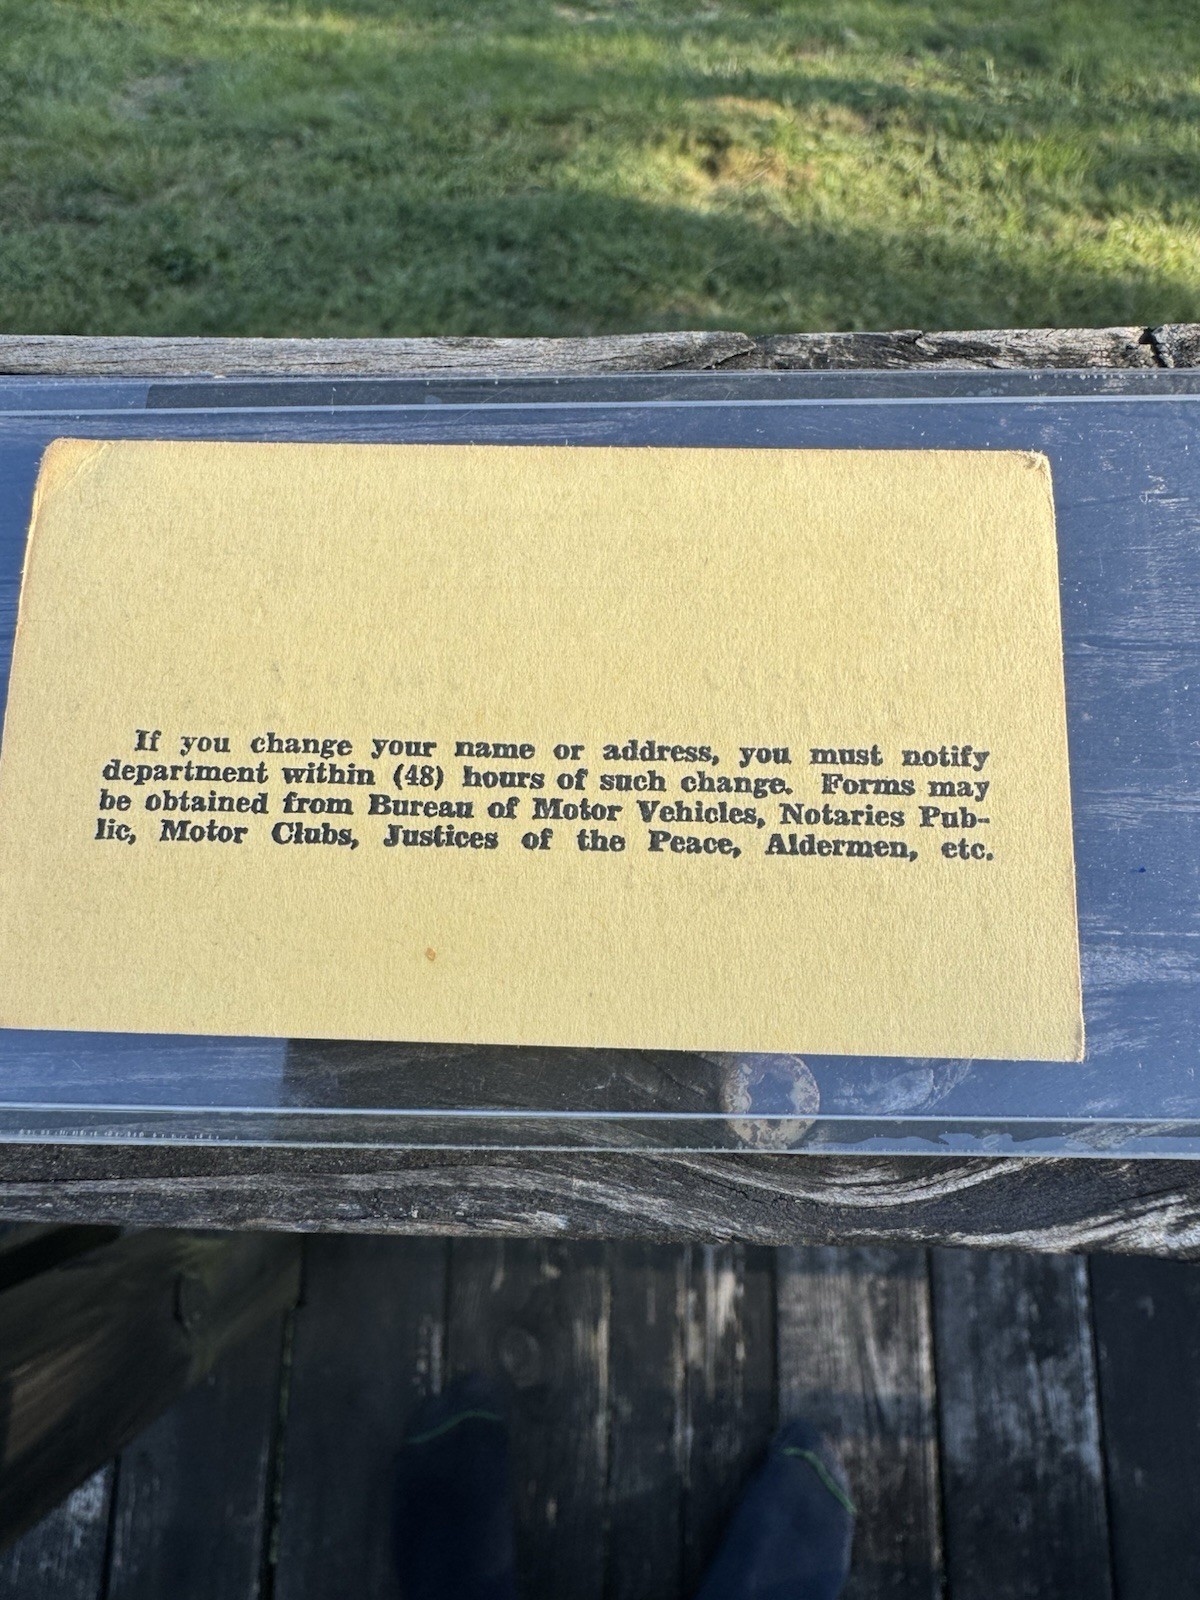 If you change your name or address, you must notify
department within (48) hours of such change. Forms may
be obtained from Bureau of Motor Vehicles, Notaries Pub-
lic, Motor Clubs, Justices of the Peace, Aldermen, etc.